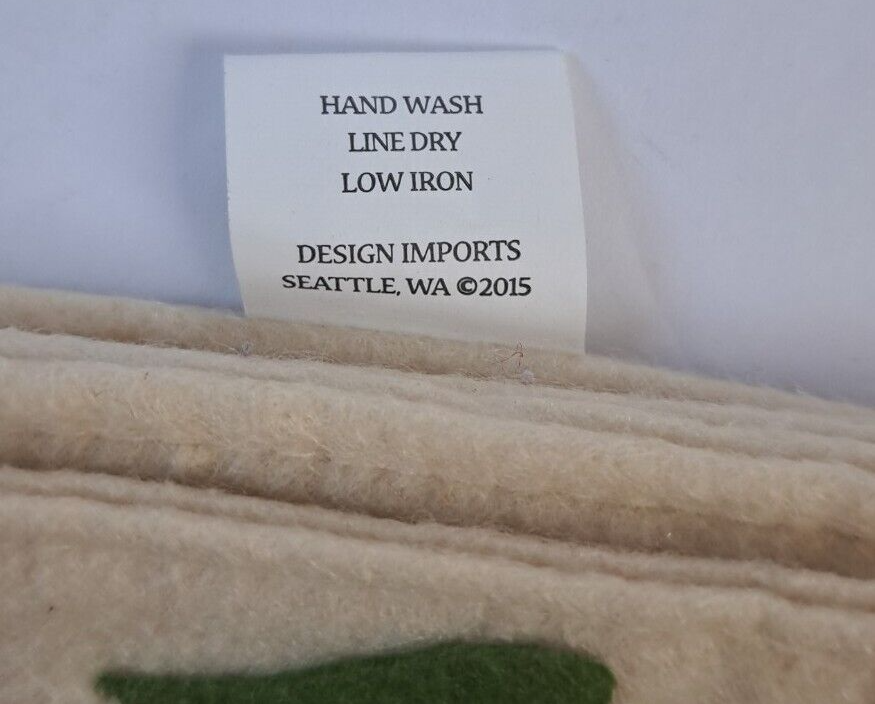 HAND WASH
LINE DRY
LOW IRON
DESIGN IMPORTS
SEATTLE, WA ©2015